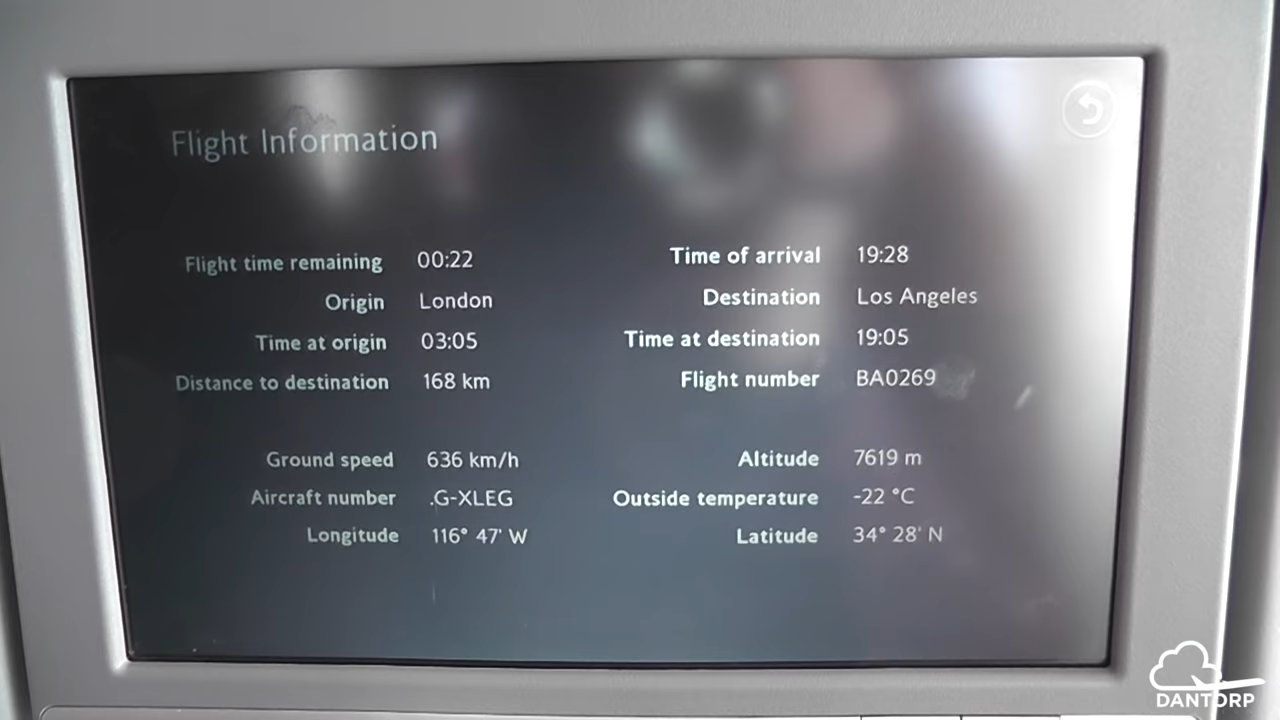 Flight Information
Flight time remaining 00:22 Time of arrival 19:28
Origin London Destination Los Angeles
Time at origin 03:05 Time at destination 19:05
Distance to destination 168 km Flight number BA0269
Ground speed 636 km/h Altitude 7619 m
Aircraft number .G-XLEG Outside temperature -22 °C
Longitude 116° 47' W Latitude 34° 28' N
DANTORP